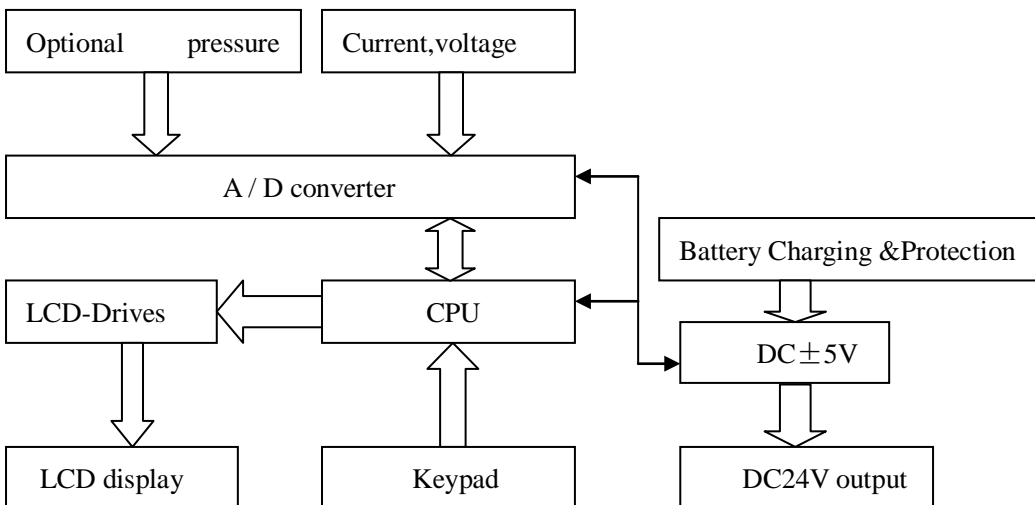 Optional pressure
Current,voltage
A / D converter
Battery Charging &Protection
LCD-Drives
CPU
DC±5V
LCD display
Keypad
DC24V output